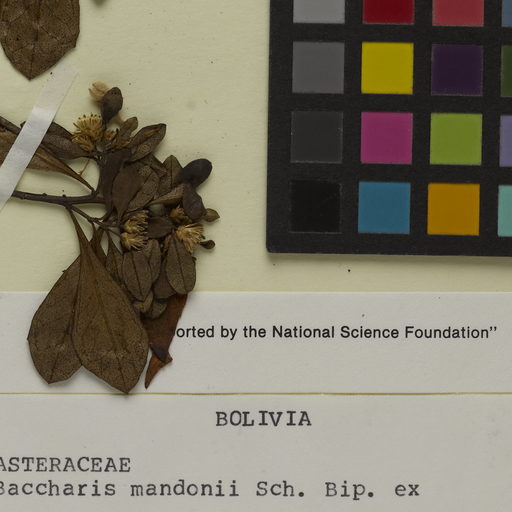 orted by the National Science Foundation"
BOLIVIA
ASTERACEAE
Baccharis mandonii Sch. Bip. ex